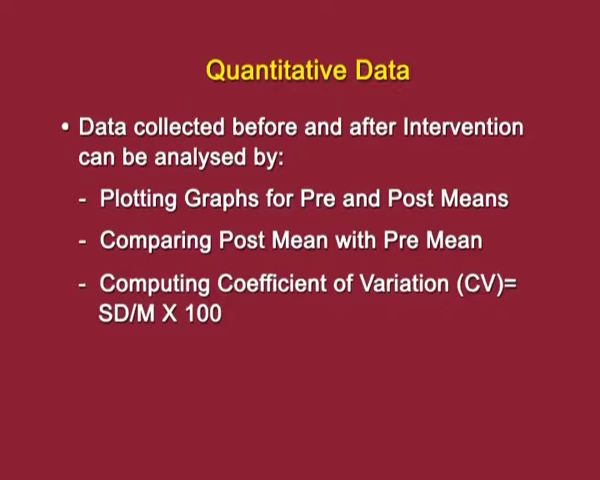 Quantitative Data
• Data collected before and after Intervention
can be analysed by:
- Plotting Graphs for Pre and Post Means
- Comparing Post Mean with Pre Mean
- Computing Coefficient of Variation (CV)=
SD/M X 100